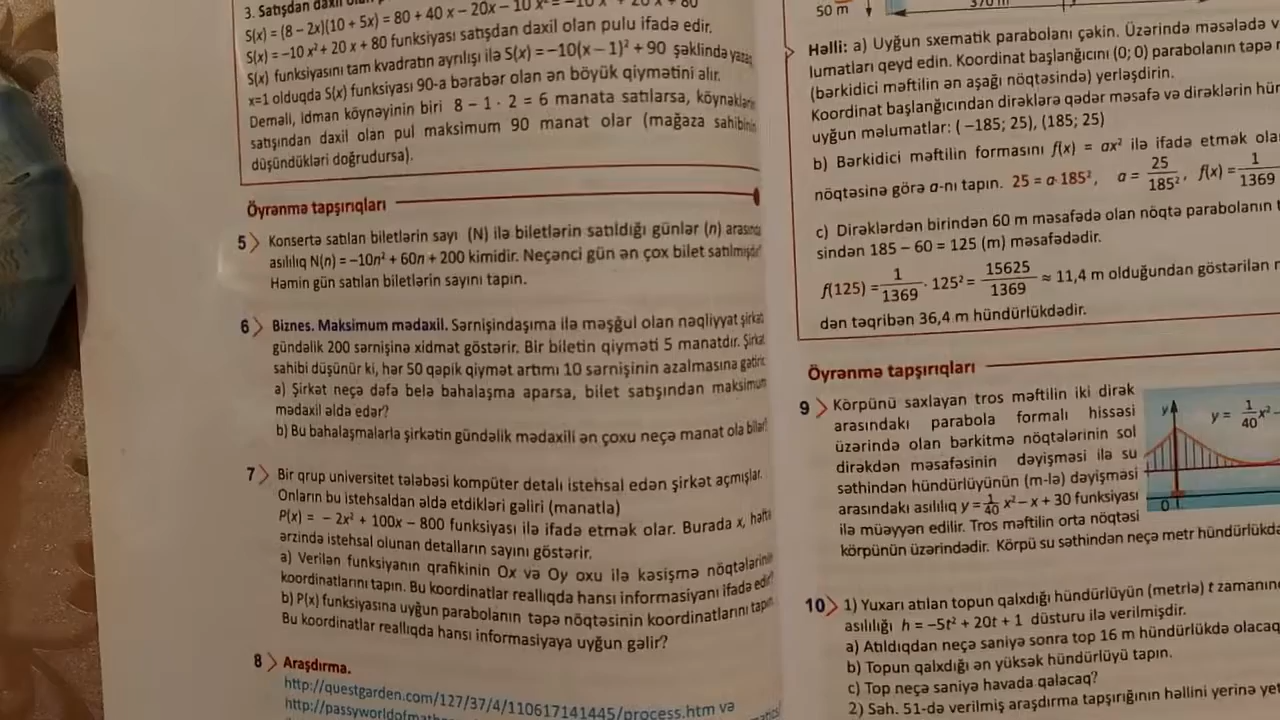 3. Satışdan daxil
S(x) = (8 – 2x)(10 + 5x) = 80 + 40 x – 20x – 10 x² = –10 x² + 20 x + 80
S(x) = –10 x² + 20 x + 80 funksiyası satışdan daxil olan pulu ifadə edir.
S(x) funksiyasını tam kvadratın ayrılışı ilə S(x) = –10(x – 1)² + 90 şəklində yazaq
x=1 olduqda S(x) funksiyası 90-a bərabər olan ən böyük qiymətini alır.
Deməli, idman köynəyinin biri 8 – 1 · 2 = 6 manata satılarsa, köynəklərin
satışından daxil olan pul maksimum 90 manat olar (mağaza sahibinin
düşündükləri doğrudursa).
Öyrənmə tapşırıqları
5 Konsertə satılan biletlərin sayı (N) ilə biletlərin satıldığı günlər (n) arasında
asılılıq N(n) = –10n² + 60n + 200 kimidir. Neçənci gün ən çox bilet satılmışdır?
Həmin gün satılan biletlərin sayını tapın.
6 Biznes. Maksimum mədaxil. Sərnişindaşıma ilə məşğul olan nəqliyyat şirkəti
gündəlik 200 sərnişinə xidmət göstərir. Bir biletin qiyməti 5 manatdır. Şirkət
sahibi düşünür ki, hər 50 qəpik qiymət artımı 10 sərnişinin azalmasına gətirir.
a) Şirkət neçə dəfə belə bahalaşma aparsa, bilet satışından maksimum
mədaxil əldə edər?
b) Bu bahalaşmalarla şirkətin gündəlik mədaxili ən çoxu neçə manat ola bilər?
7 Bir qrup universitet tələbəsi kompüter detalı istehsal edən şirkət açmışlar.
Onların bu istehsaldan əldə etdikləri gəliri (manatla)
P(x) = – 2x² + 100x – 800 funksiyası ilə ifadə etmək olar. Burada x, həftə
ərzində istehsal olunan detalların sayını göstərir.
a) Verilən funksiyanın qrafikinin Ox və Oy oxu ilə kəsişmə nöqtələrinin
koordinatlarını tapın. Bu koordinatlar reallıqda hansı informasiyanı ifadə edir?
b) P(x) funksiyasına uyğun parabolanın təpə nöqtəsinin koordinatlarını tapın.
Bu koordinatlar reallıqda hansı informasiyaya uyğun gəlir?
8 Araşdırma.
http://questgarden.com/127/37/4/110617141445/process.htm və
50 m 370 m
Həlli: a) Uyğun sxematik parabolanı çəkin. Üzərində məsələdə
lumatları qeyd edin. Koordinat başlanğıcını (0; 0) parabolanın təpə
(bərkidici məftilin ən aşağı nöqtəsində) yerləşdirin.
Koordinat başlanğıcından dirəklərə qədər məsafə və dirəklərin
uyğun məlumatlar: ( –185; 25), (185; 25)
b) Bərkidici məftilin formasını f(x) = ax² ilə ifadə etmək
nöqtəsinə görə a-nı tapın. 25 = a·185², a = 25/185², f(x) = 1/1369
c) Dirəklərdən birindən 60 m məsafədə olan nöqtə parabolanın
sindən 185 – 60 = 125 (m) məsafədədir.
f(125) = 1/1369 · 125² = 15625/1369 ≈ 11,4 m olduğundan göstərilən
dən təqribən 36,4 m hündürlükdədir.
Öyrənmə tapşırıqları
9 Körpünü saxlayan tros məftilin iki dirək
arasındakı parabola formalı hissəsi
üzərində olan bərkitmə nöqtələrinin sol
dirəkdən məsafəsinin dəyişməsi ilə su
səthindən hündürlüyünün (m-lə) dəyişməsi
arasındakı asılılıq y = 1/40 x² – x + 30 funksiyası
ilə müəyyən edilir. Tros məftilin orta nöqtəsi
körpünün üzərindədir. Körpü su səthindən neçə metr
y y = 1/40 x² –
0
10 1) Yuxarı atılan topun qalxdığı hündürlüyün (metrlə) t
asılılığı h = –5t² + 20t + 1 düsturu ilə verilmişdir.
a) Atıldıqdan neçə saniyə sonra top 16 m hündürlükdə
b) Topun qalxdığı ən yüksək hündürlüyü tapın.
c) Top neçə saniyə havada qalacaq?
2) Səh. 51-də verilmiş araşdırma tapşırığının həllini yerinə